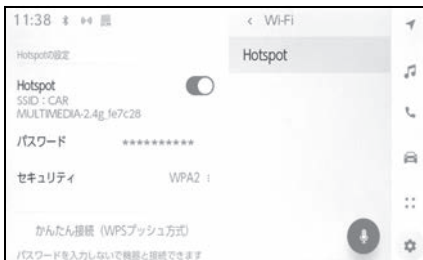 11:38
Wi-Fi
Hotspotの設定
Hotspot
Hotspot
SSID : CAR
MULTIMEDIA-2.4g_fe7c28
パスワード **********
セキュリティ WPA2
かんたん接続（WPSプッシュ方式）
パスワードを入力しないで機器と接続できます